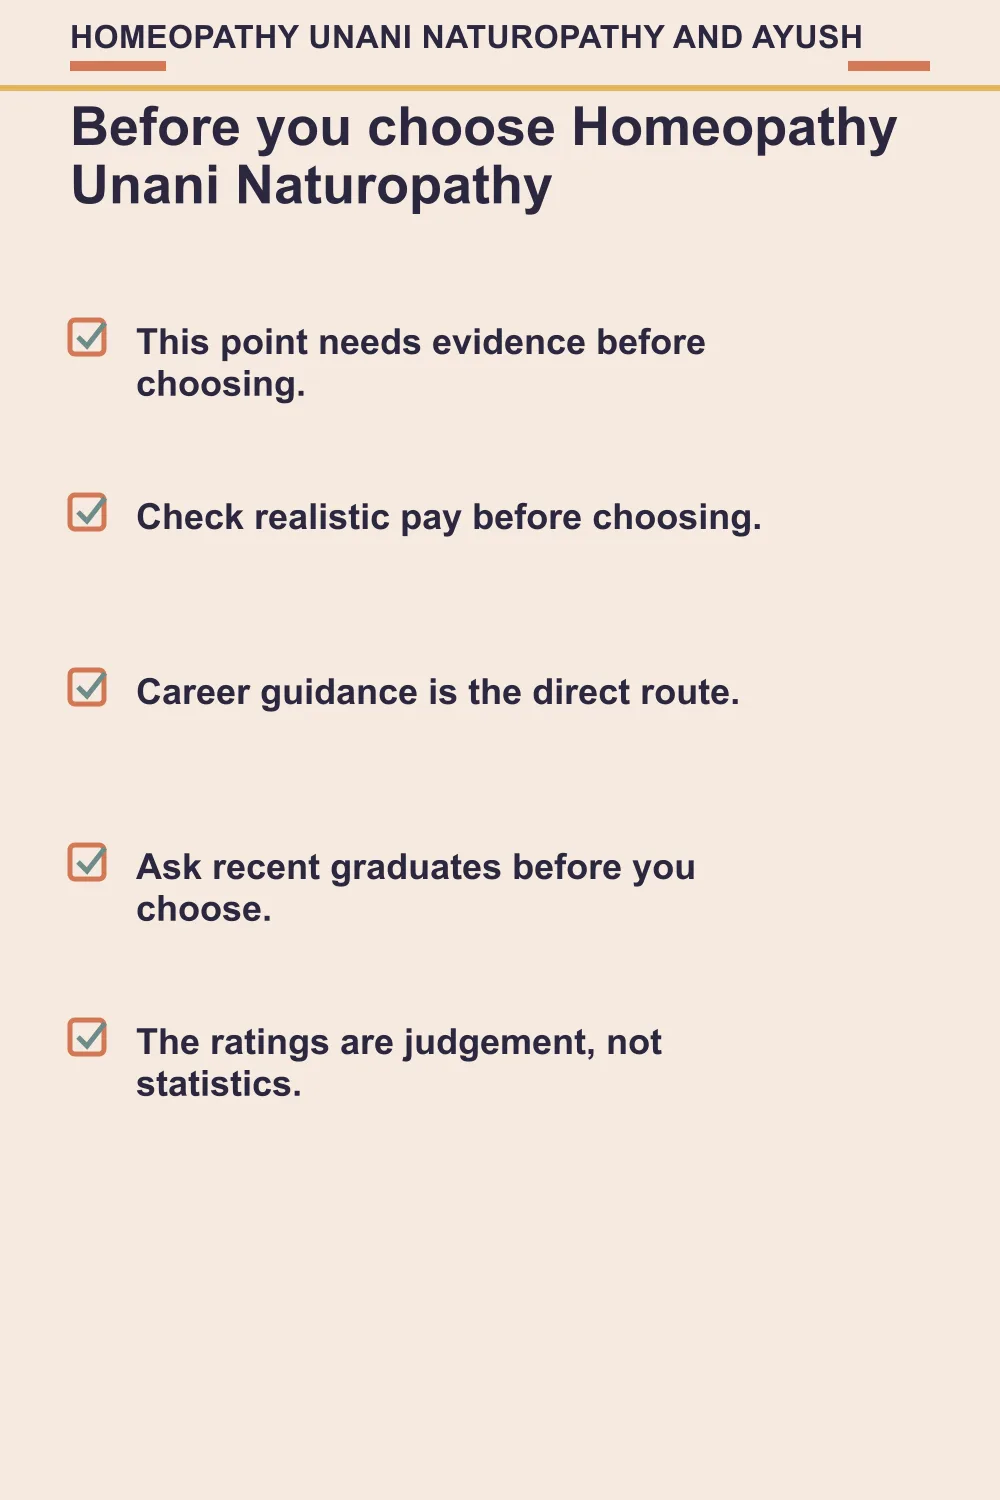 HOMEOPATHY UNANI NATUROPATHY AND AYUSH
Before you choose Homeopathy
Unani Naturopathy
This point needs evidence before
choosing.
Check realistic pay before choosing.
Career guidance is the direct route.
Ask recent graduates before you
choose.
The ratings are judgement, not
statistics.